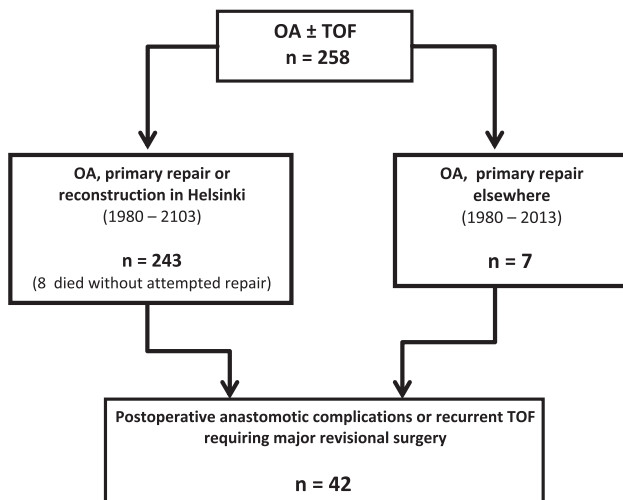 OA ± TOF
n = 258
OA, primary repair or
reconstruction in Helsinki
(1980 – 2103)
n = 243
(8 died without attempted repair)
OA, primary repair
elsewhere
(1980 – 2013)
n = 7
Postoperative anastomotic complications or recurrent TOF
requiring major revisional surgery
n = 42